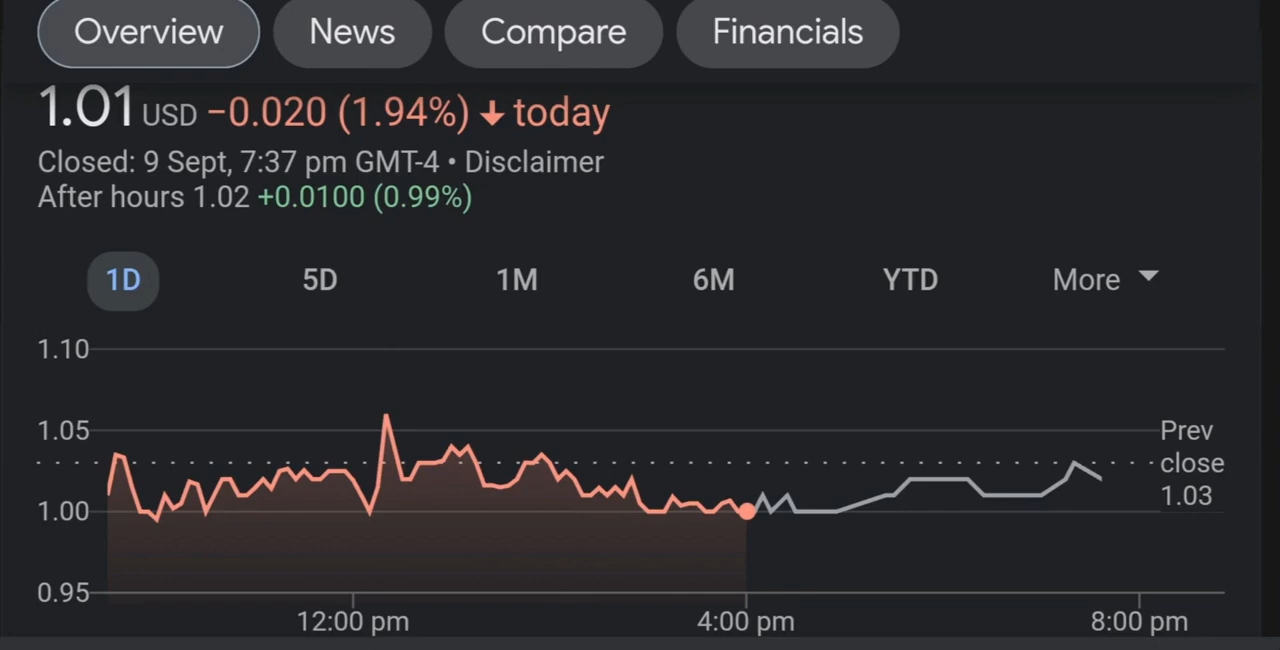 Overview News Compare Financials
1.01 USD −0.020 (1.94%) ↓ today
Closed: 9 Sept, 7:37 pm GMT-4 • Disclaimer
After hours 1.02 +0.0100 (0.99%)
1D 5D 1M 6M YTD More
1.10
1.05
1.00
0.95
Prev
close
1.03
12:00 pm 4:00 pm 8:00 pm